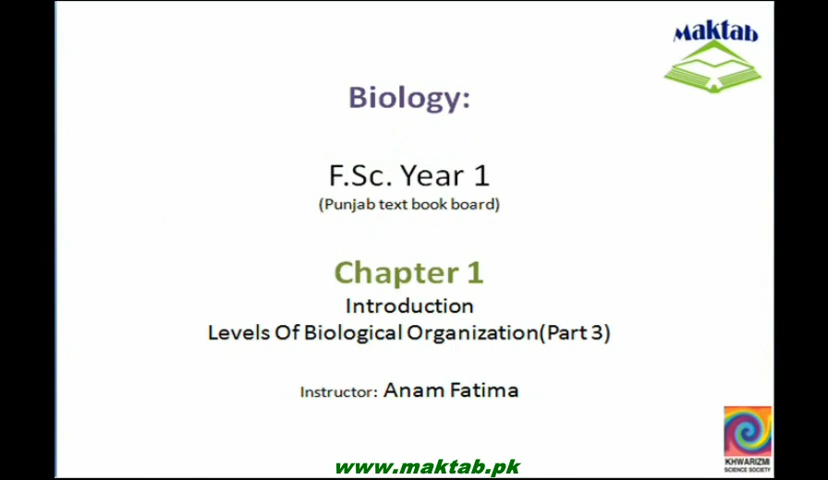 Maktab
Biology:
F.Sc. Year 1
(Punjab text book board)
Chapter 1
Introduction
Levels Of Biological Organization(Part 3)
Instructor: Anam Fatima
KHWARIZMI
SCIENCE SOCIETY
www.maktab.pk